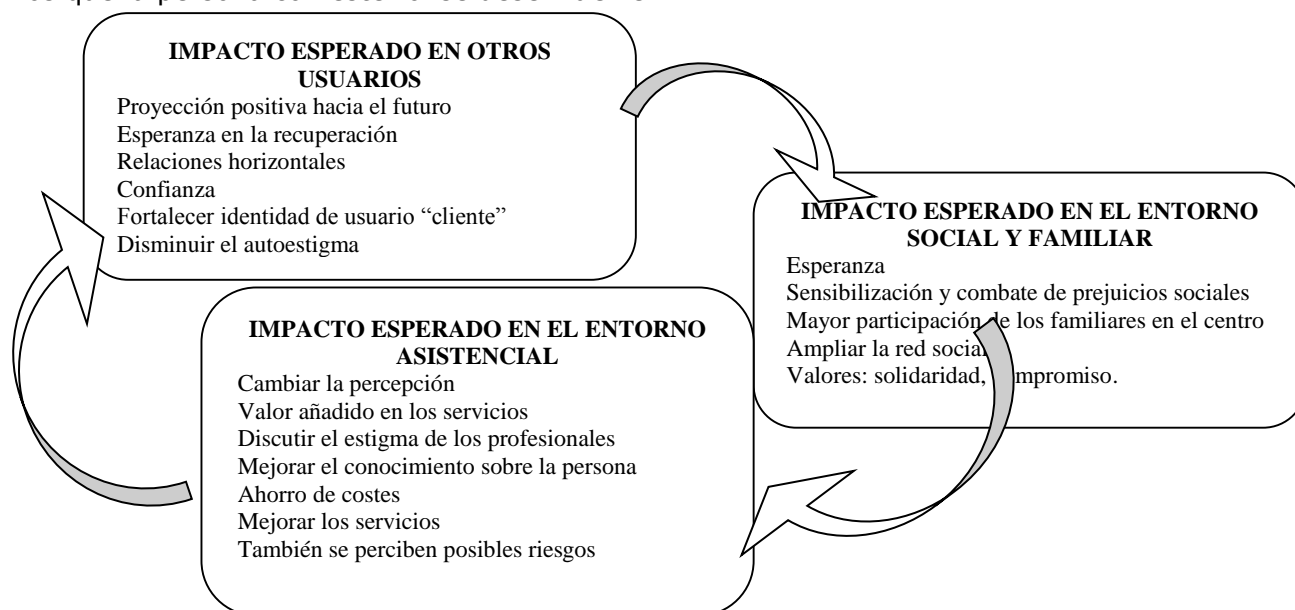 IMPACTO ESPERADO EN OTROS
USUARIOS
Proyección positiva hacia el futuro
Esperanza en la recuperación
Relaciones horizontales
Confianza
Fortalecer identidad de usuario “cliente”
Disminuir el autoestigma
IMPACTO ESPERADO EN EL ENTORNO
SOCIAL Y FAMILIAR
Esperanza
Sensibilización y combate de prejuicios sociales
Mayor participación de los familiares en el centro
Ampliar la red social
Valores: solidaridad, compromiso.
IMPACTO ESPERADO EN EL ENTORNO
ASISTENCIAL
Cambiar la percepción
Valor añadido en los servicios
Discutir el estigma de los profesionales
Mejorar el conocimiento sobre la persona
Ahorro de costes
Mejorar los servicios
También se perciben posibles riesgos